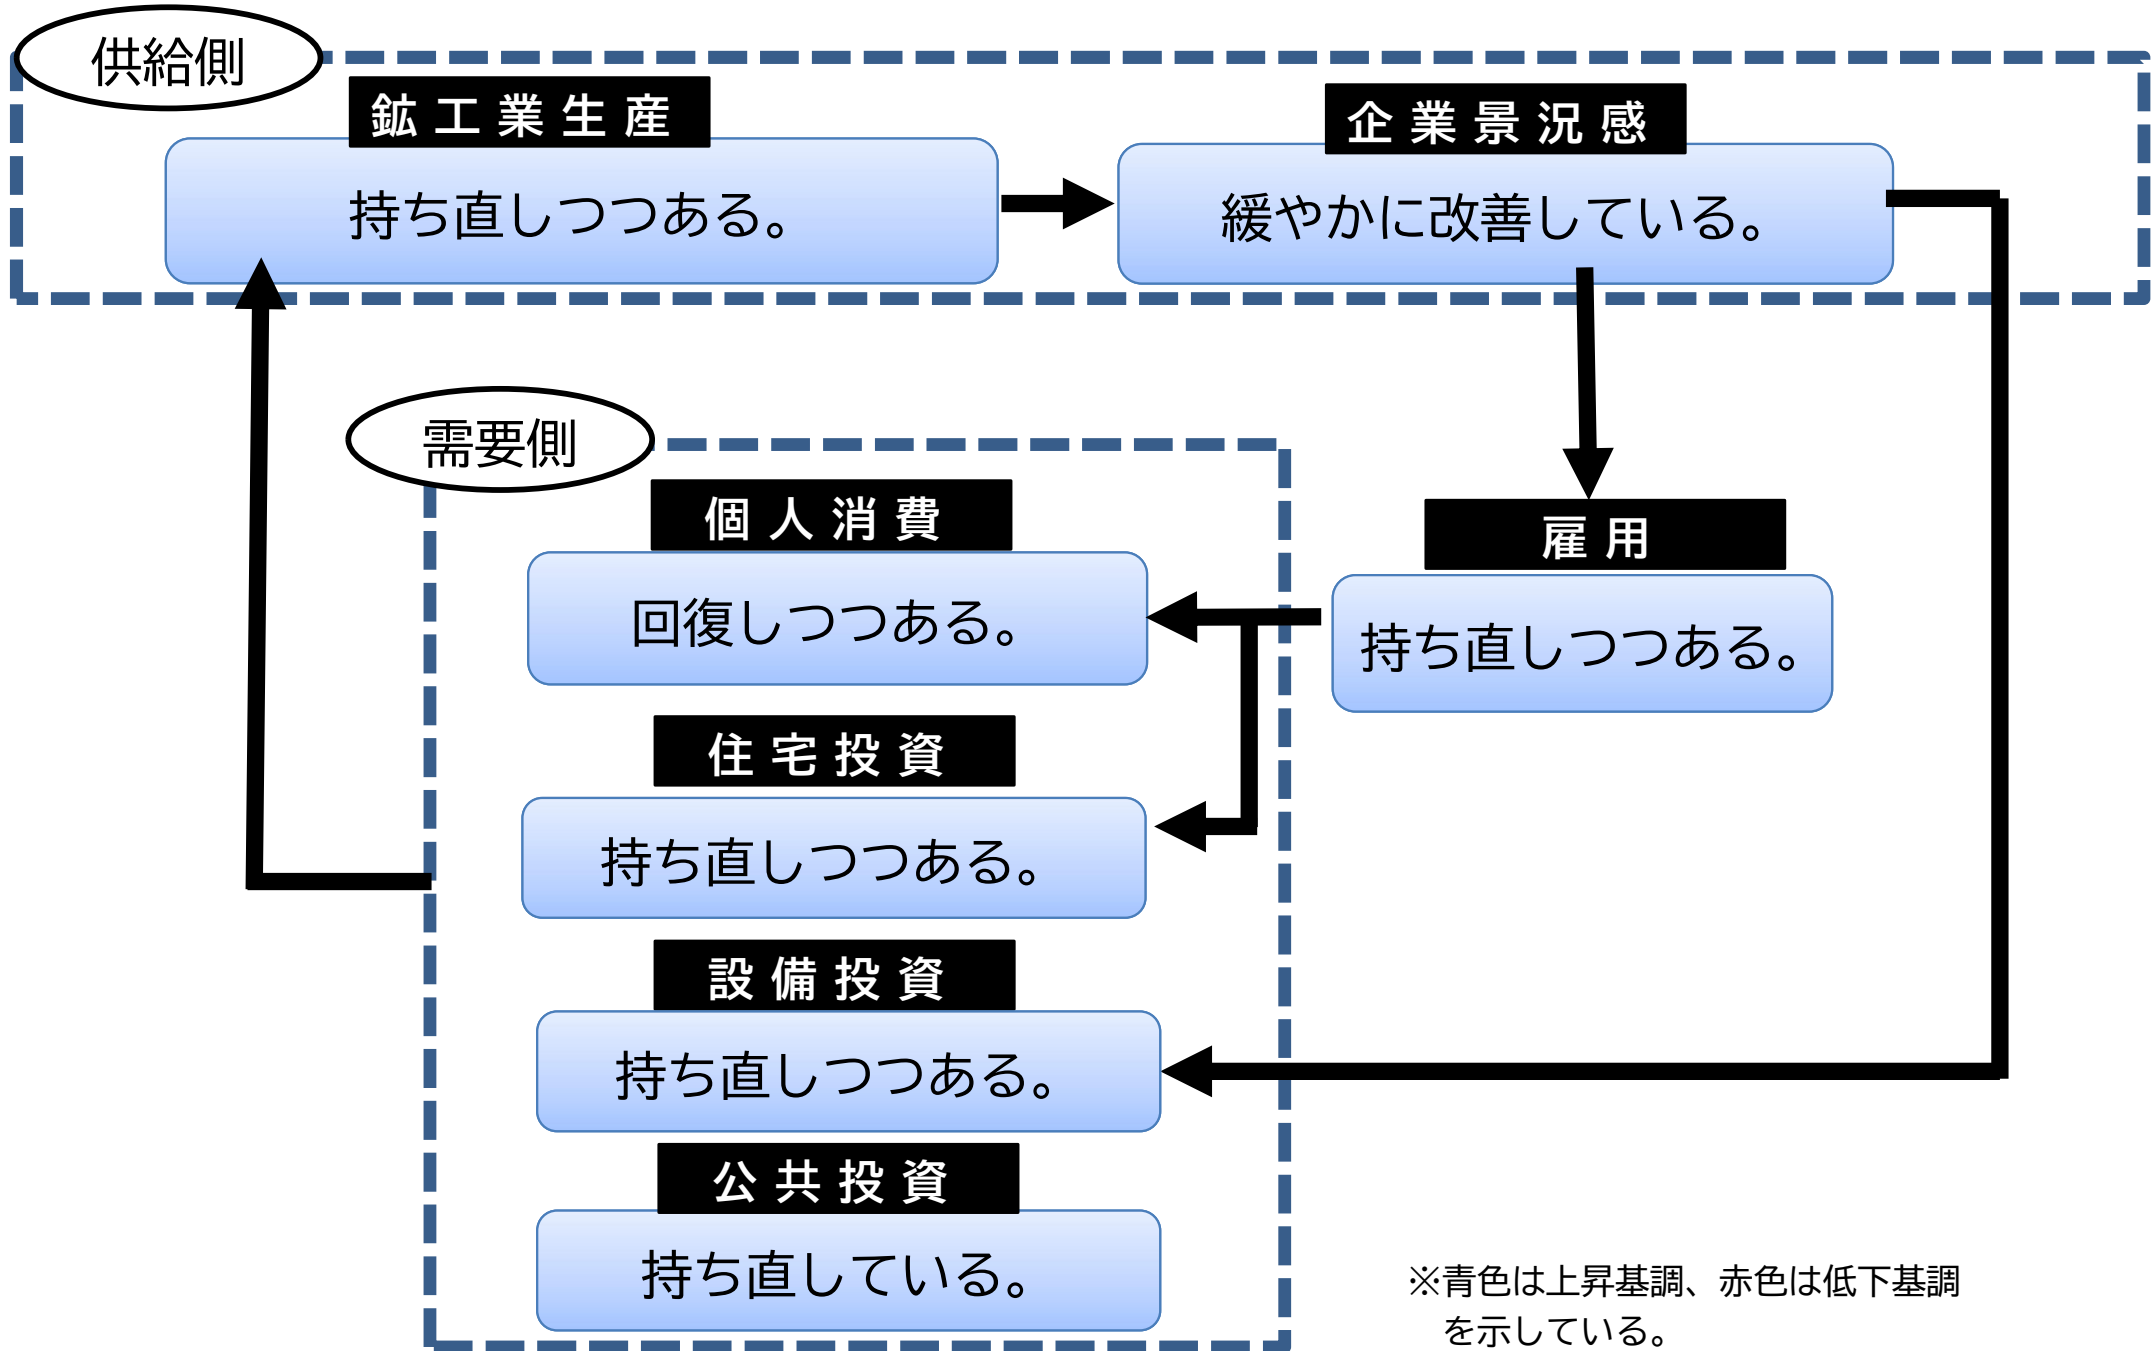 供給側
鉱工業生産
持ち直しつつある。
企業景況感
緩やかに改善している。
需要側
個人消費
回復しつつある。
雇用
持ち直しつつある。
住宅投資
持ち直しつつある。
設備投資
持ち直しつつある。
公共投資
持ち直している。
※青色は上昇基調、赤色は低下基調
を示している。